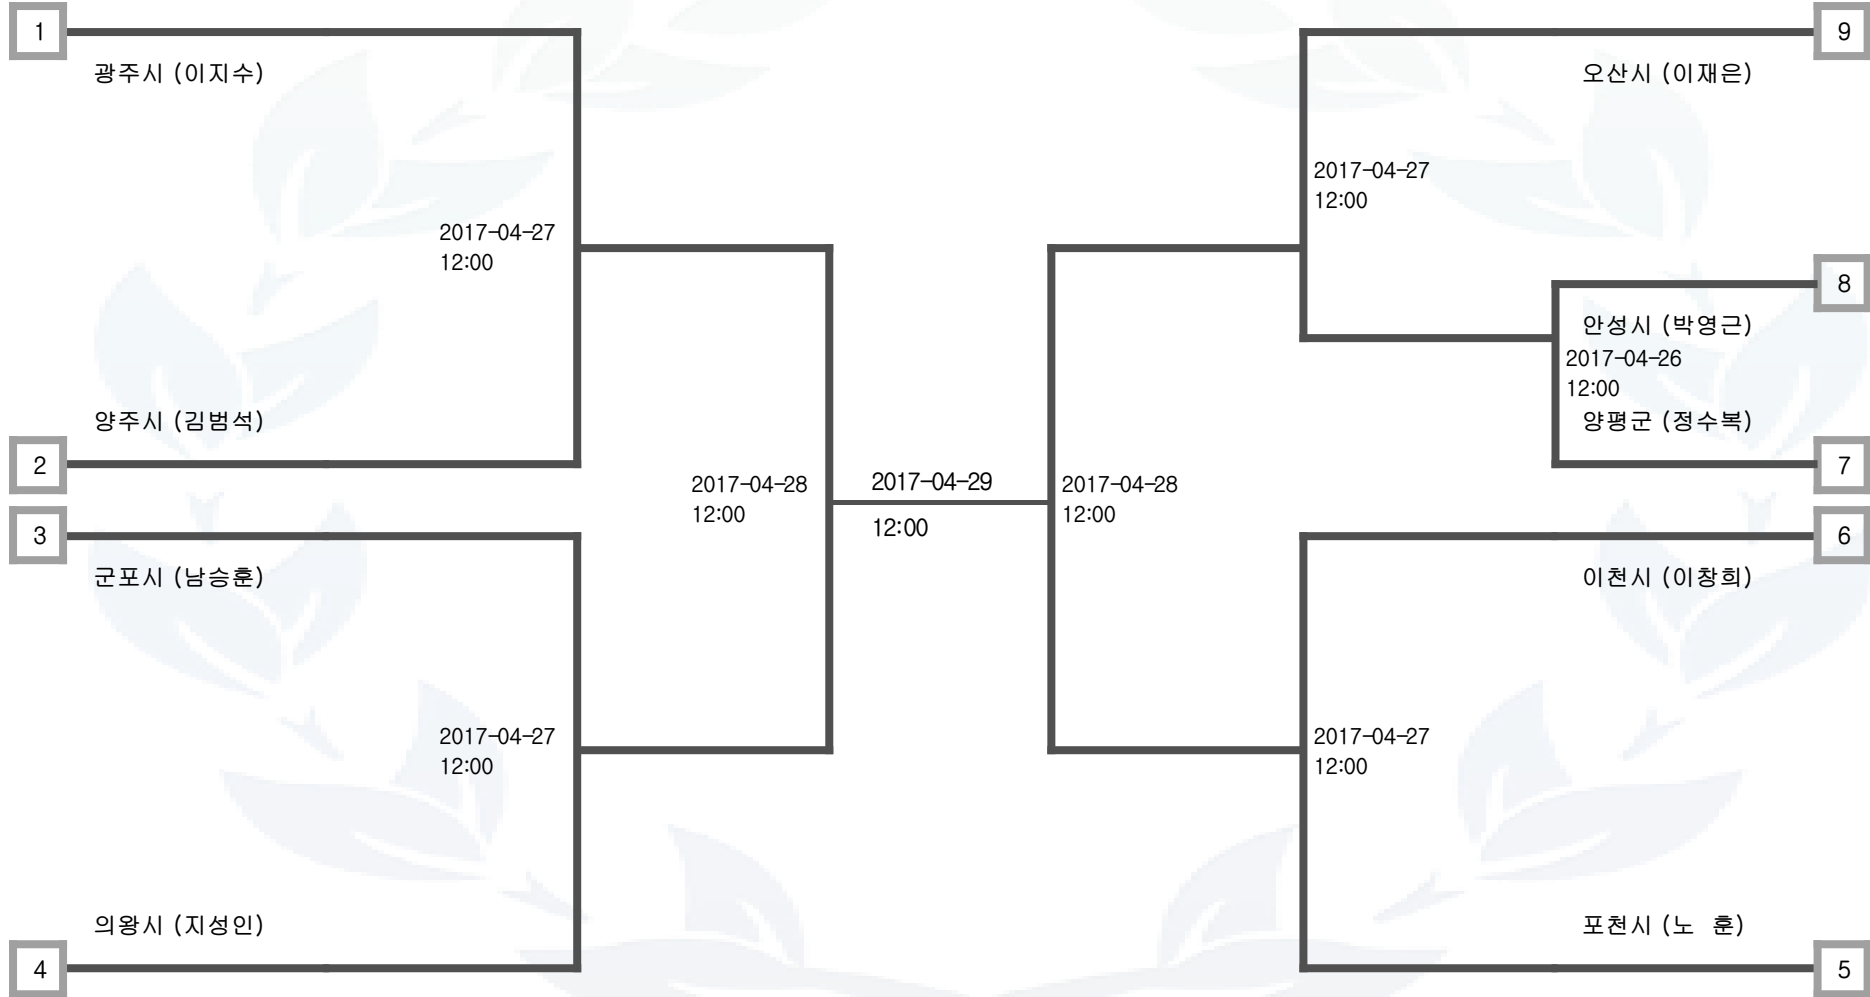 1
광주시 (이지수)
2017-04-27
12:00
양주시 (김범석)
2
3
군포시 (남승훈)
2017-04-27
12:00
의왕시 (지성인)
4
2017-04-28
12:00
2017-04-29
12:00
2017-04-28
12:00
9
오산시 (이재은)
2017-04-27
12:00
8
안성시 (박영근)
2017-04-26
12:00
양평군 (정수복)
7
6
이천시 (이창희)
2017-04-27
12:00
포천시 (노 훈)
5